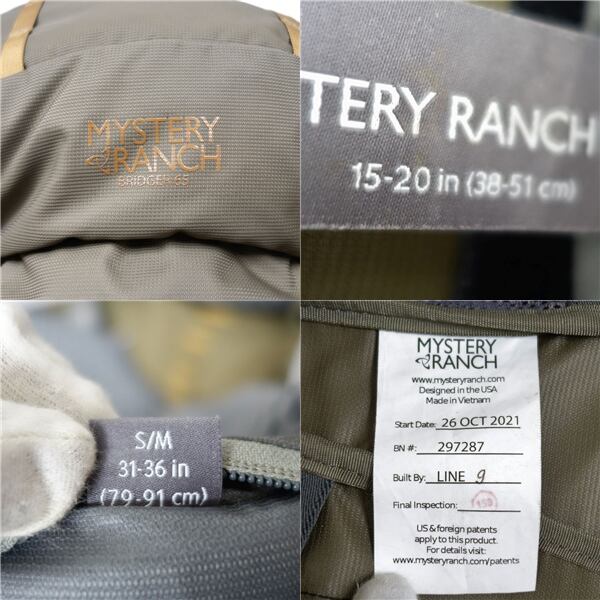 MYSTERY
RANCH
BRIDGER 65
TERY RANCH
15-20 in (38-51 cm)
S/M
31-36 in
(79-91 cm)
MYSTERY
RANCH
www.mysteryranch.com
Designed in the USA
Made in Vietnam
Start Date: 26 OCT 2021
BN#: 297287
Built By: LINE 9
Final Inspection:
US & foreign patents
apply to this product.
For details visit:
www.mysteryranch.com/patents